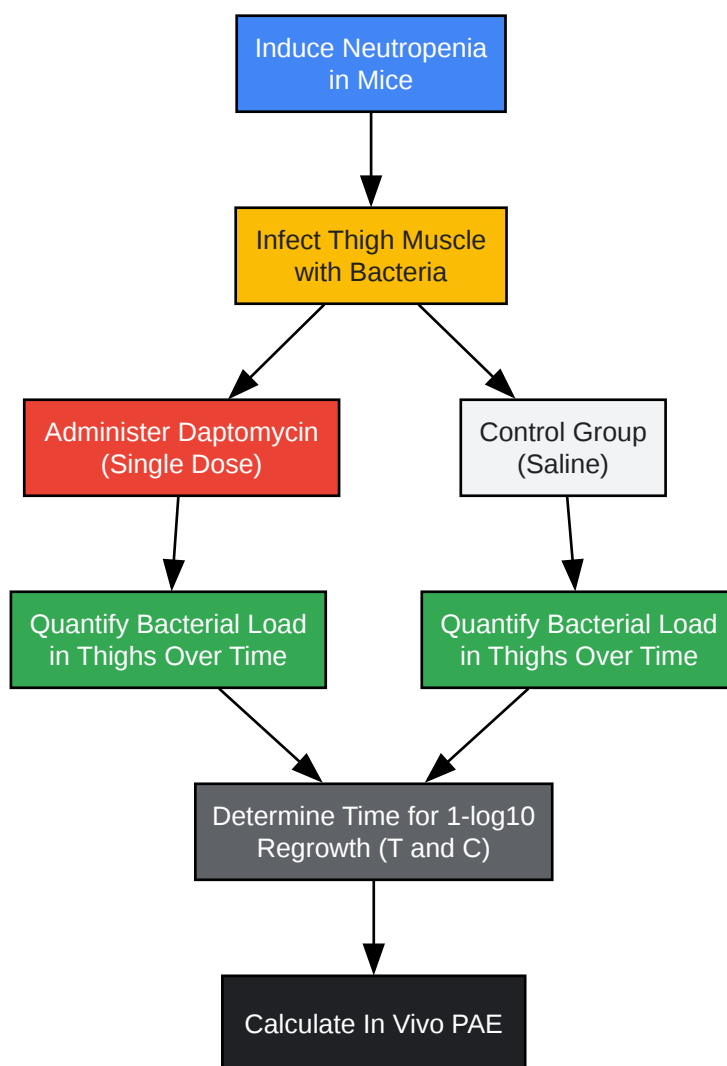 Induce Neutropenia
in Mice
Infect Thigh Muscle
with Bacteria
Administer Daptomycin
(Single Dose)
Control Group
(Saline)
Quantify Bacterial Load
in Thighs Over Time
Quantify Bacterial Load
in Thighs Over Time
Determine Time for 1-log10
Regrowth (T and C)
Calculate In Vivo PAE